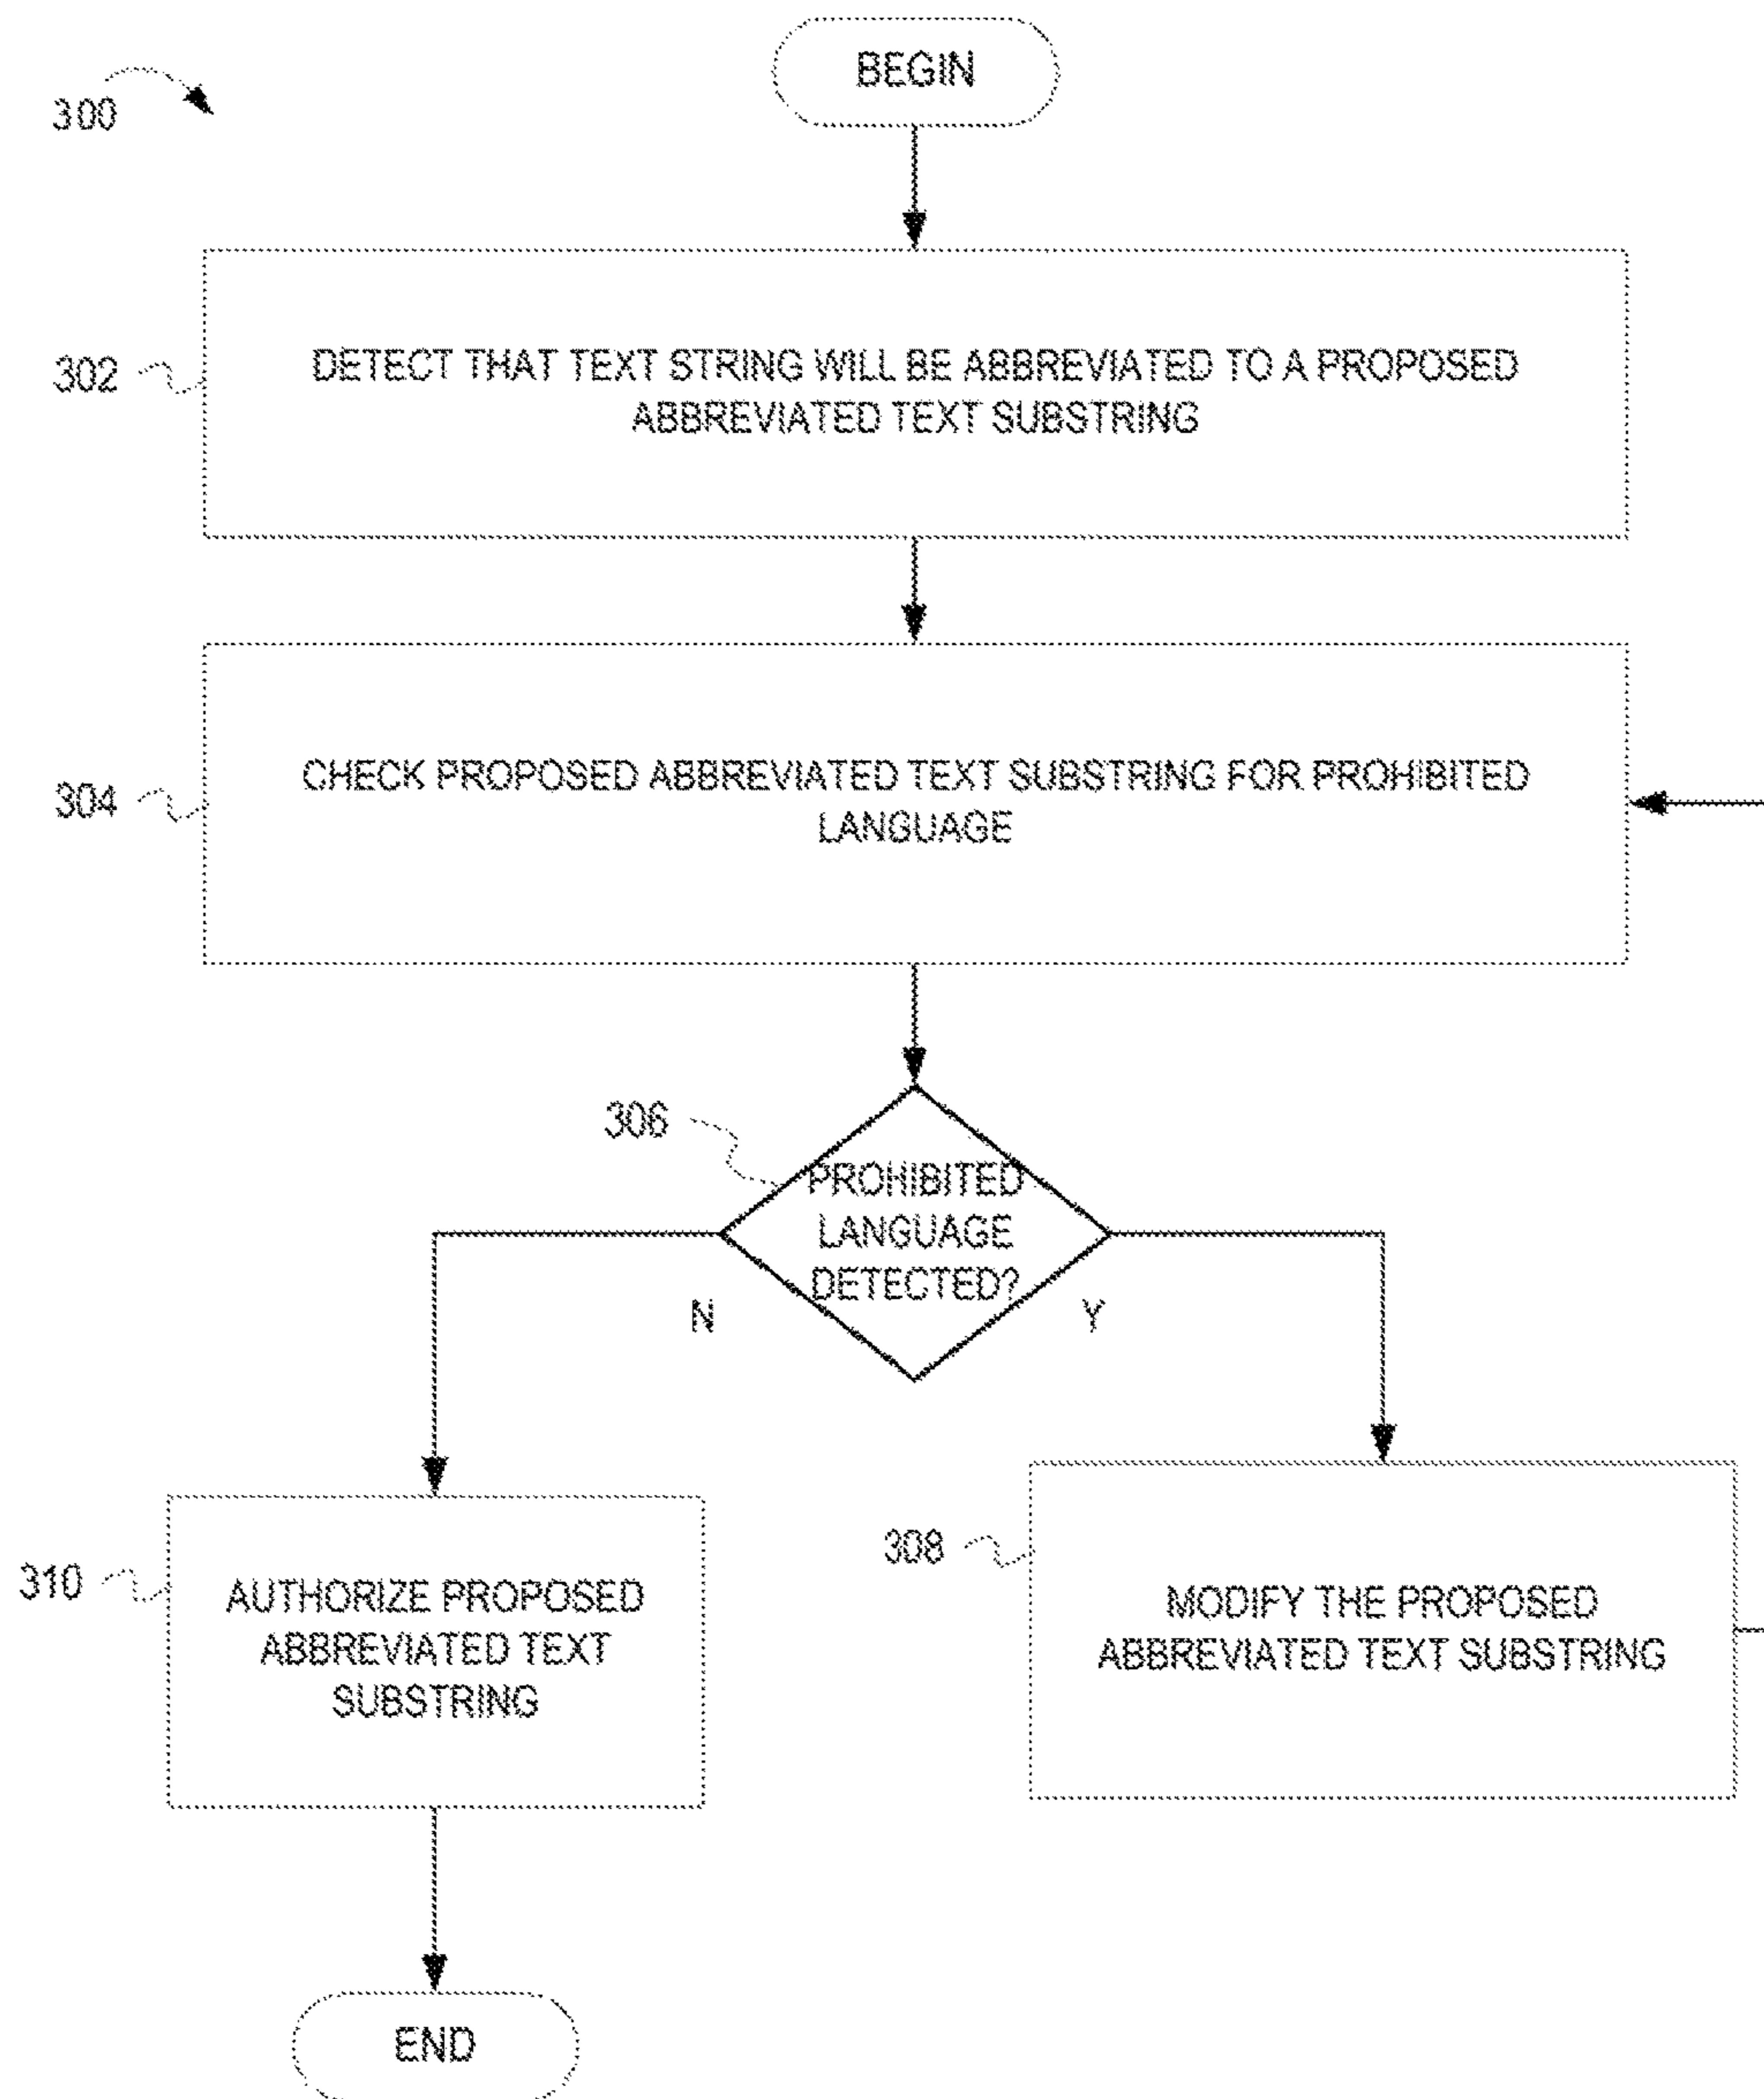 BEGIN
300
302
DETECT THAT TEXT STRING WILL BE ABBREVIATED TO A PROPOSED
ABBREVIATED TEXT SUBSTRING
304
CHECK PROPOSED ABBREVIATED TEXT SUBSTRING FOR PROHIBITED
LANGUAGE
306
PROHIBITED
LANGUAGE
DETECTED?
N
Y
310
AUTHORIZE PROPOSED
ABBREVIATED TEXT
SUBSTRING
308
MODIFY THE PROPOSED
ABBREVIATED TEXT SUBSTRING
END